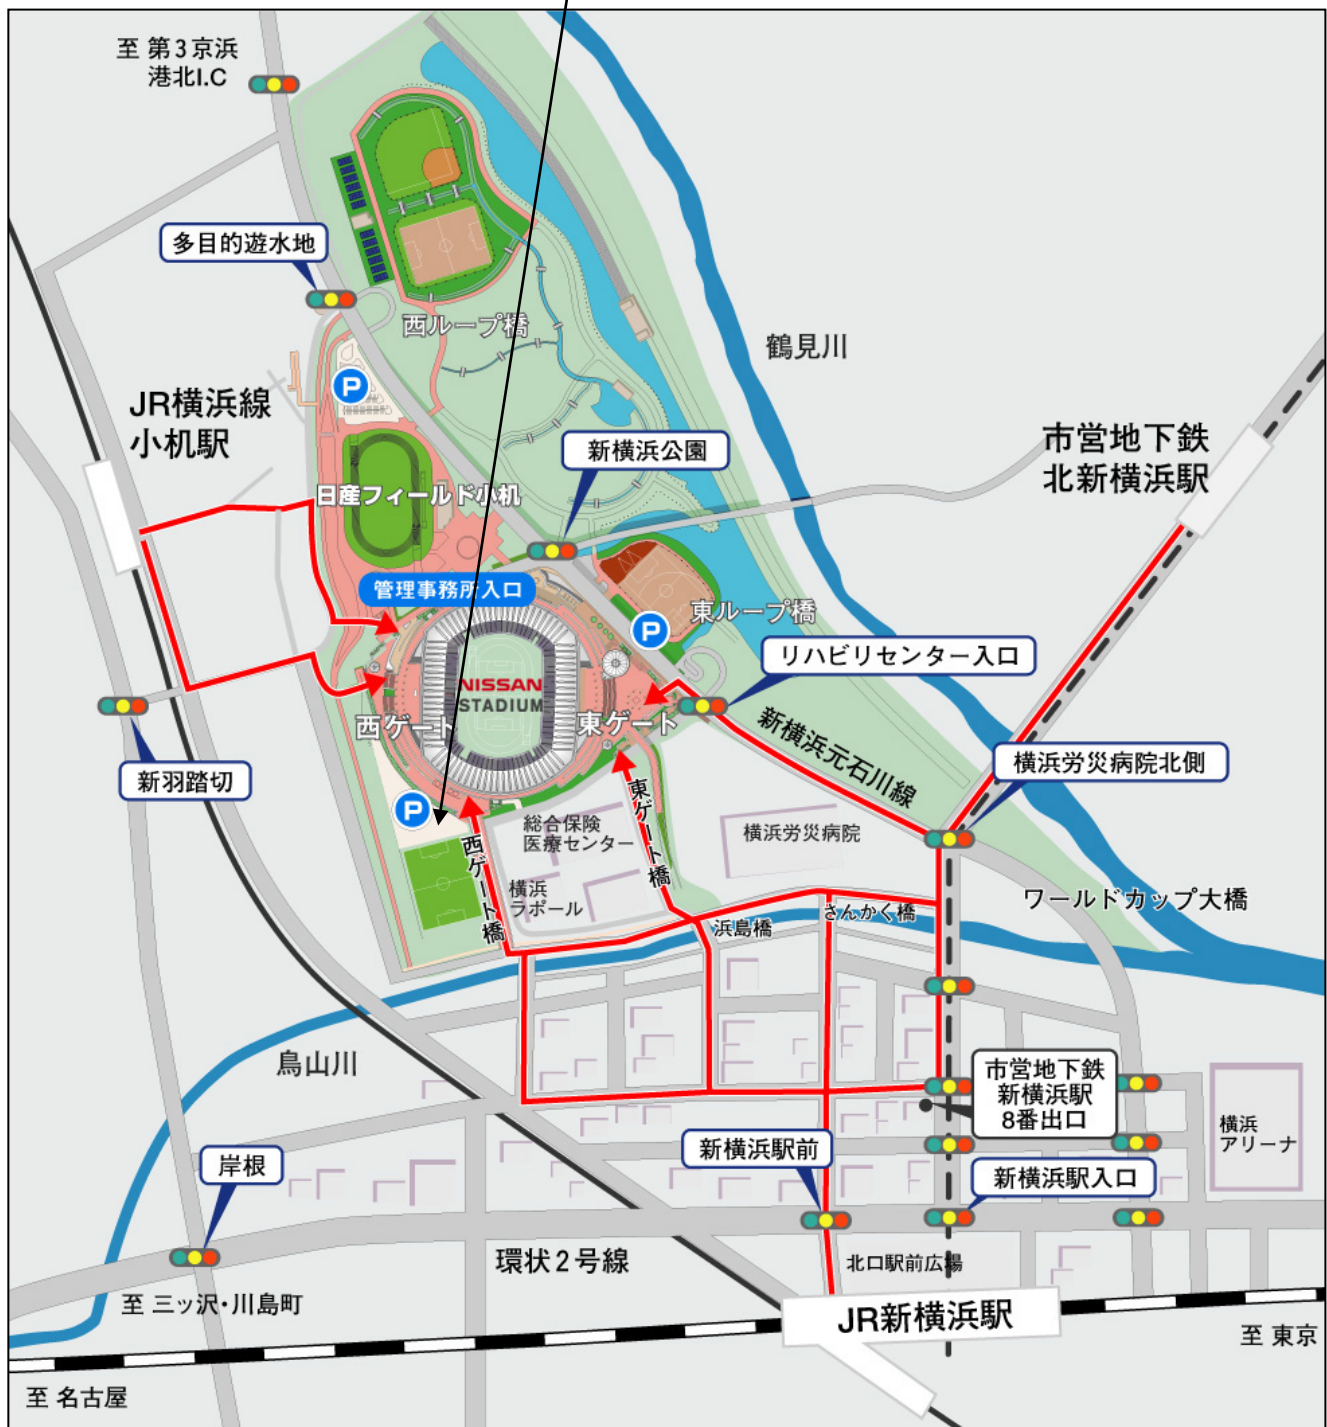 至 第3京浜
港北I.C
多目的遊水地
西ループ橋
鶴見川
P
JR横浜線
小机駅
新横浜公園
市営地下鉄
北新横浜駅
日産フィールド小机
管理事務所入口
東ループ橋
P
リハビリセンター入口
NISSAN
STADIUM
西ゲート
東ゲート
新横浜元石川線
新羽踏切
横浜労災病院北側
P
東ゲート橋
西ゲート橋
総合保険
医療センター
横浜労災病院
横浜
ラポール
さんかく橋
浜島橋
ワールドカップ大橋
鳥山川
市営地下鉄
新横浜駅
8番出口
横浜
アリーナ
岸根
新横浜駅前
新横浜駅入口
環状2号線
北口駅前広場
至 三ッ沢・川島町
JR新横浜駅
至 東京
至 名古屋